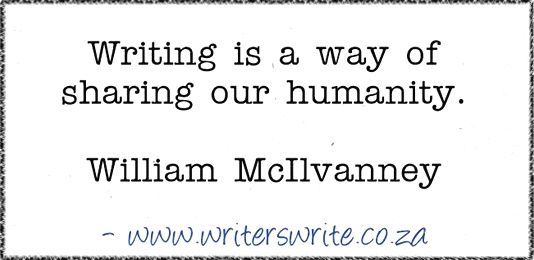 Writing is a way of
sharing our humanity.
William McIlvanney
- www.writerswrite.co.za